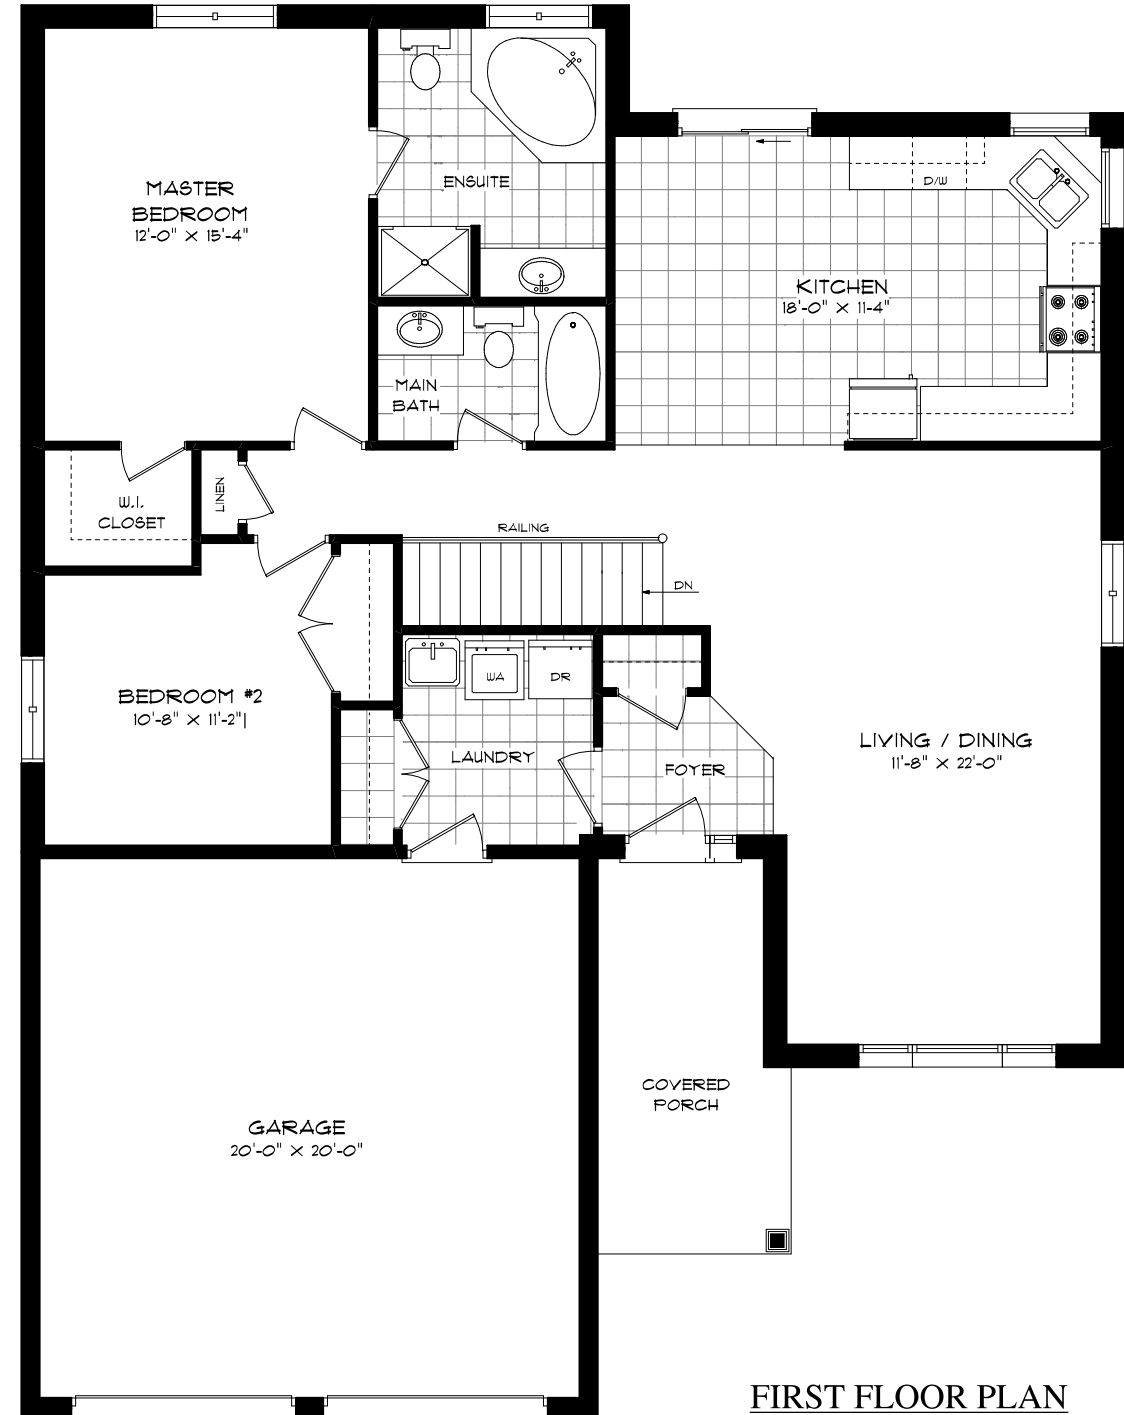 ENSUITE
MASTER
BEDROOM
12'-0" X 15'-4"
D/W
KITCHEN
18'-0" X 11-4"
MAIN
BATH
W.I.
CLOSET
LINEN
RAILING
DN
BEDROOM #2
10'-8" X 11'-2"|
WA
DR
LAUNDRY
FOYER
LIVING / DINING
11'-8" X 22'-0"
COVERED
PORCH
GARAGE
20'-0" X 20'-0"
FIRST FLOOR PLAN